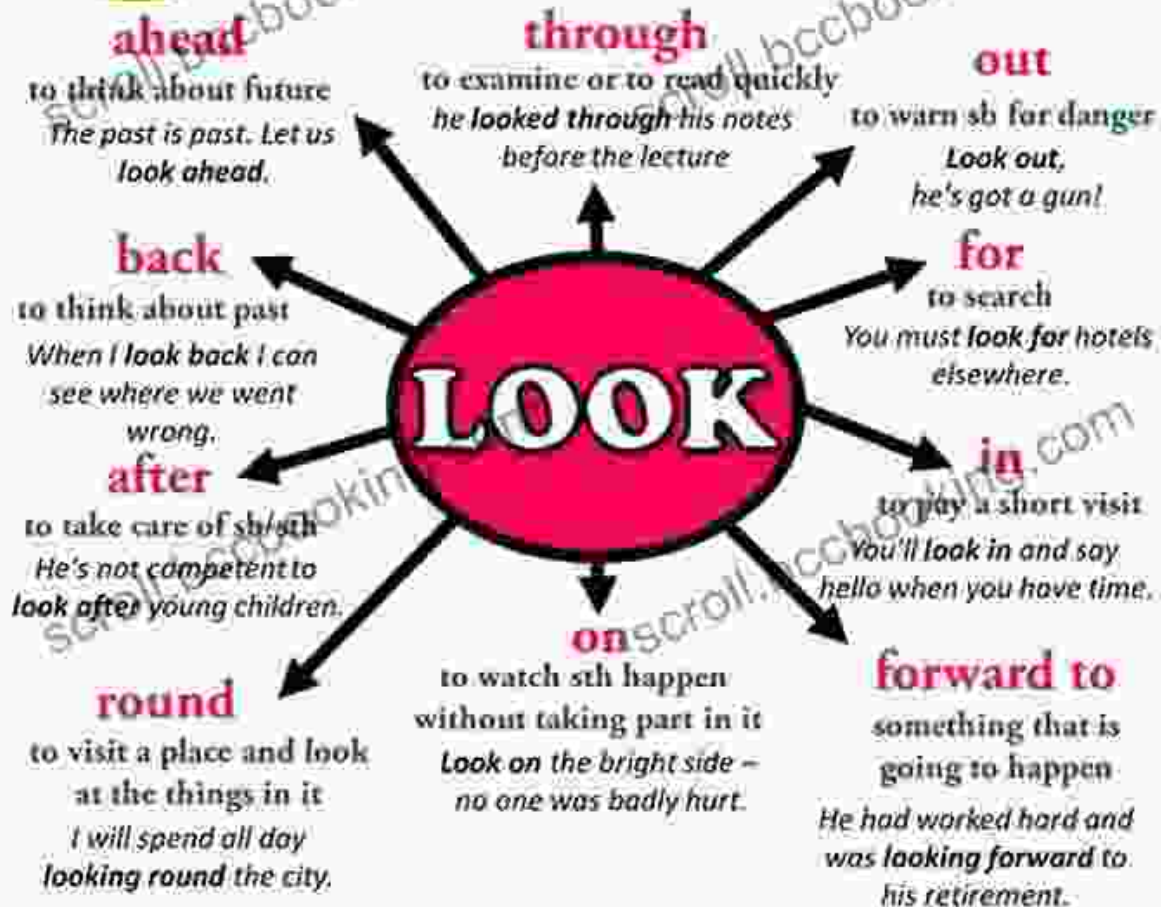 ahead
to think about future
The past is past. Let us
look ahead.
through
to examine or to read quickly
he looked through his notes
before the lecture
out
to warn sb for danger
Look out,
he's got a gun!
back
to think about past
When I look back I can
see where we went
wrong.
for
to search
You must look for hotels
elsewhere.
LOOK
after
to take care of sb/sth
He's not competent to
look after young children.
in
to pay a short visit
You'll look in and say
hello when you have time.
round
to visit a place and look
at the things in it
I will spend all day
looking round the city.
on
to watch sth happen
without taking part in it
Look on the bright side –
no one was badly hurt.
forward to
something that is
going to happen
He had worked hard and
was looking forward to
his retirement.
scroll.bccbooking.com